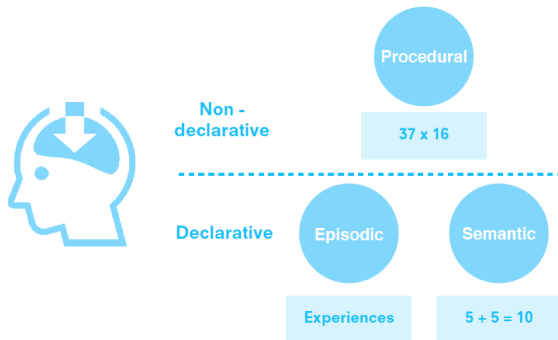 Procedural
Non -
declarative
37 x 16
Declarative
Episodic
Semantic
Experiences
5 + 5 = 10